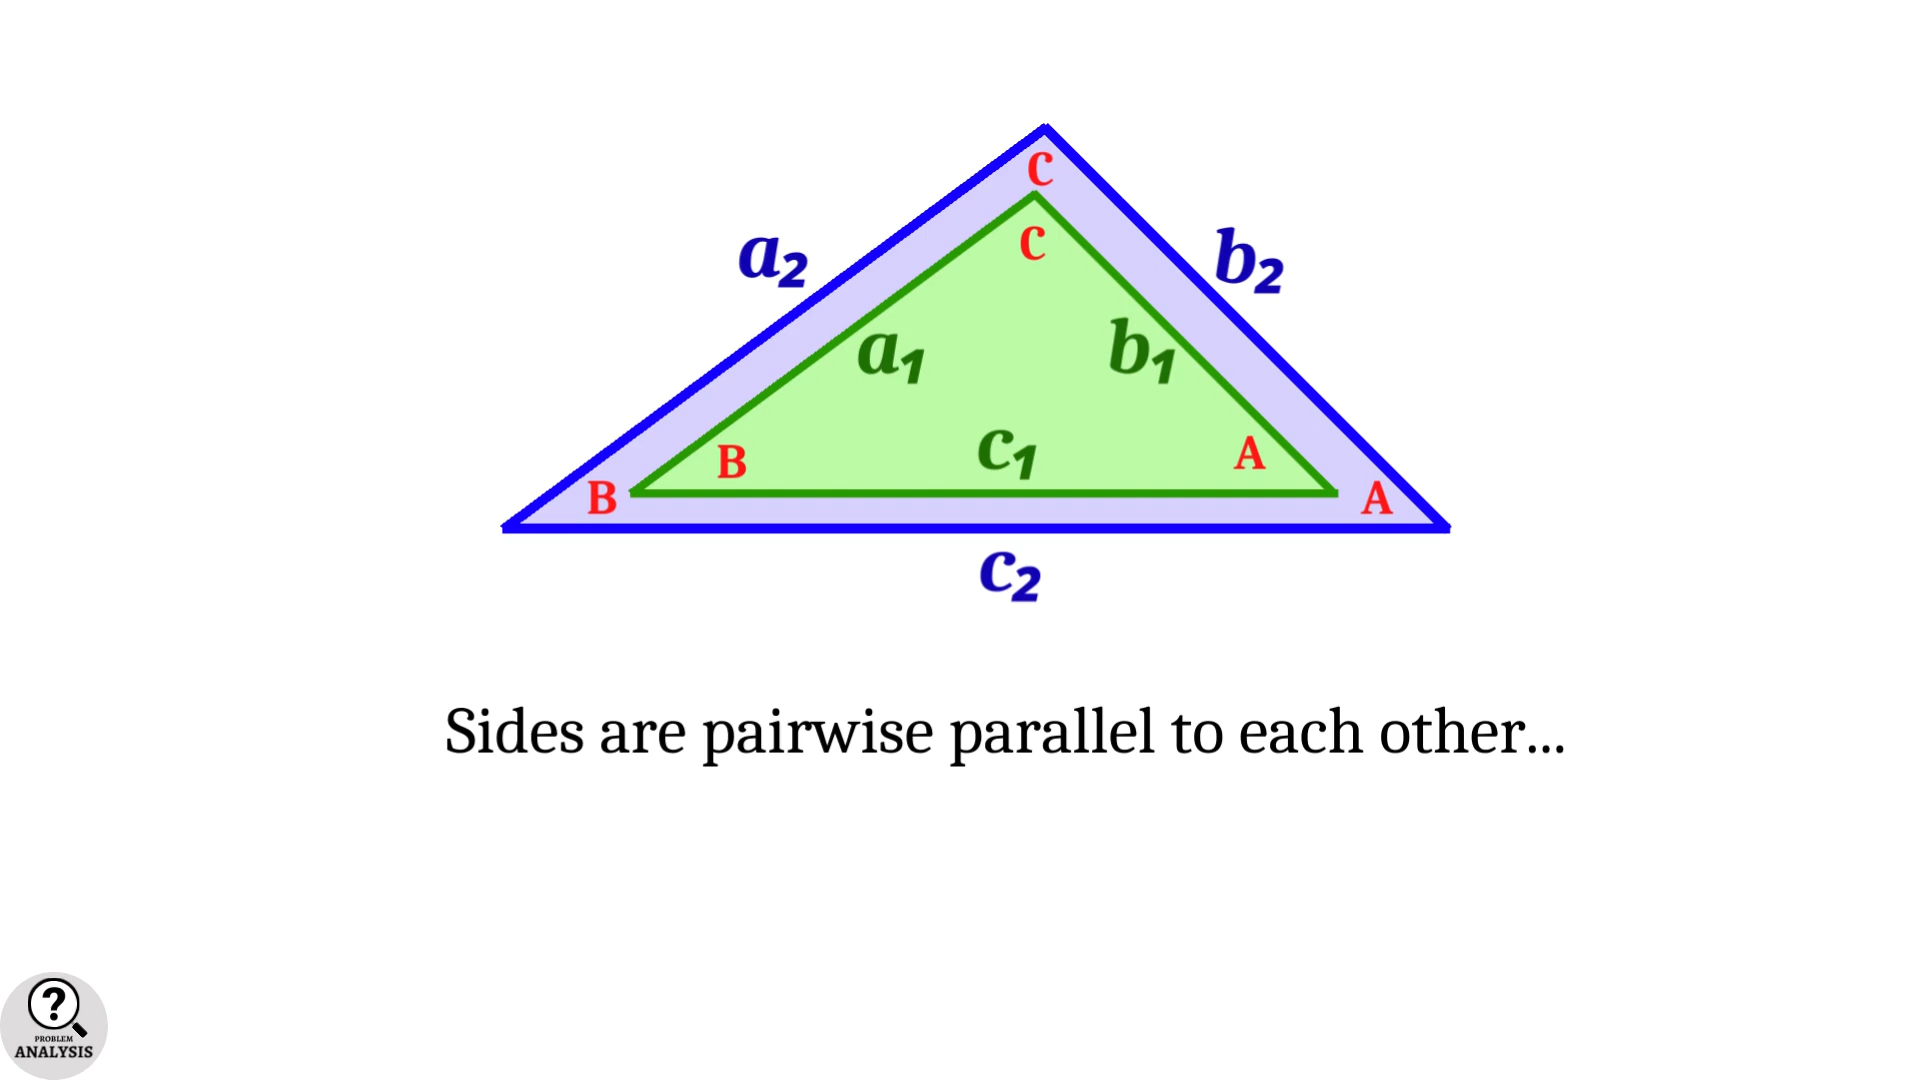 C
a₂
b₂
C
a₁
b₁
c₁
B
A
B
A
c₂
Sides are pairwise parallel to each other...
?
PROBLEM
ANALYSIS